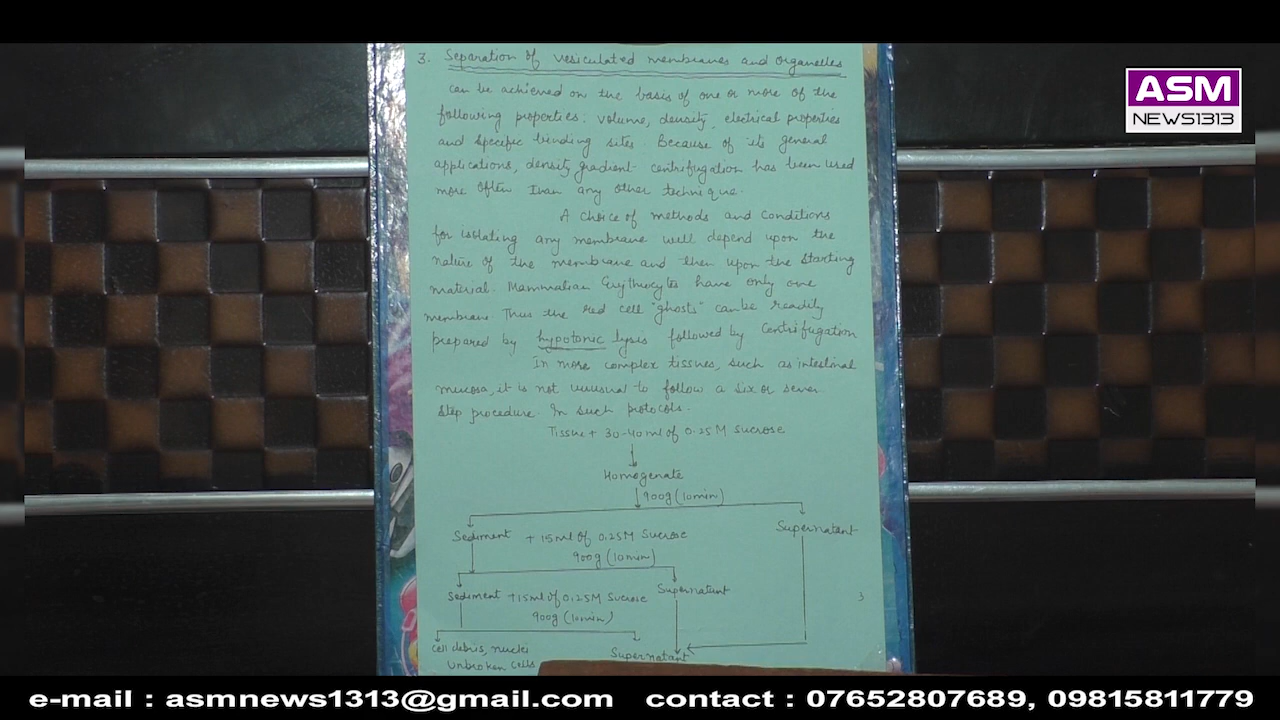 ASM
NEWS1313
3. Separation of vesiculated membranes and organelles
can be achieved on the basis of one or more of the
following properties: volume, density, electrical properties
and specific binding sites. Because of its general
applications, density gradient centrifugation has been used
more often than any other technique.
A choice of methods and conditions
for isolating any membrane will depend upon the
nature of the membrane and then upon the starting
material. Mammalian Erythrocytes have only one
membrane. Thus the red cell "ghosts" can be readily
prepared by hypotonic lysis followed by centrifugation
In more complex tissues, such as intestinal
mucosa, it is not unusual to follow a six or seven
step procedure. In such protocols.
Tissue + 30-40ml of 0.25M Sucrose
Homogenate
900g (10min)
Sediment + 15ml of 0.25M Sucrose Supernatant
900g (10min)
Sediment +15ml of 0.25M Sucrose Supernatant 3
900g (10min)
Cell debris, nuclei Supernatant
Unbroken Cells
e-mail : asmnews1313@gmail.com contact : 07652807689, 09815811779